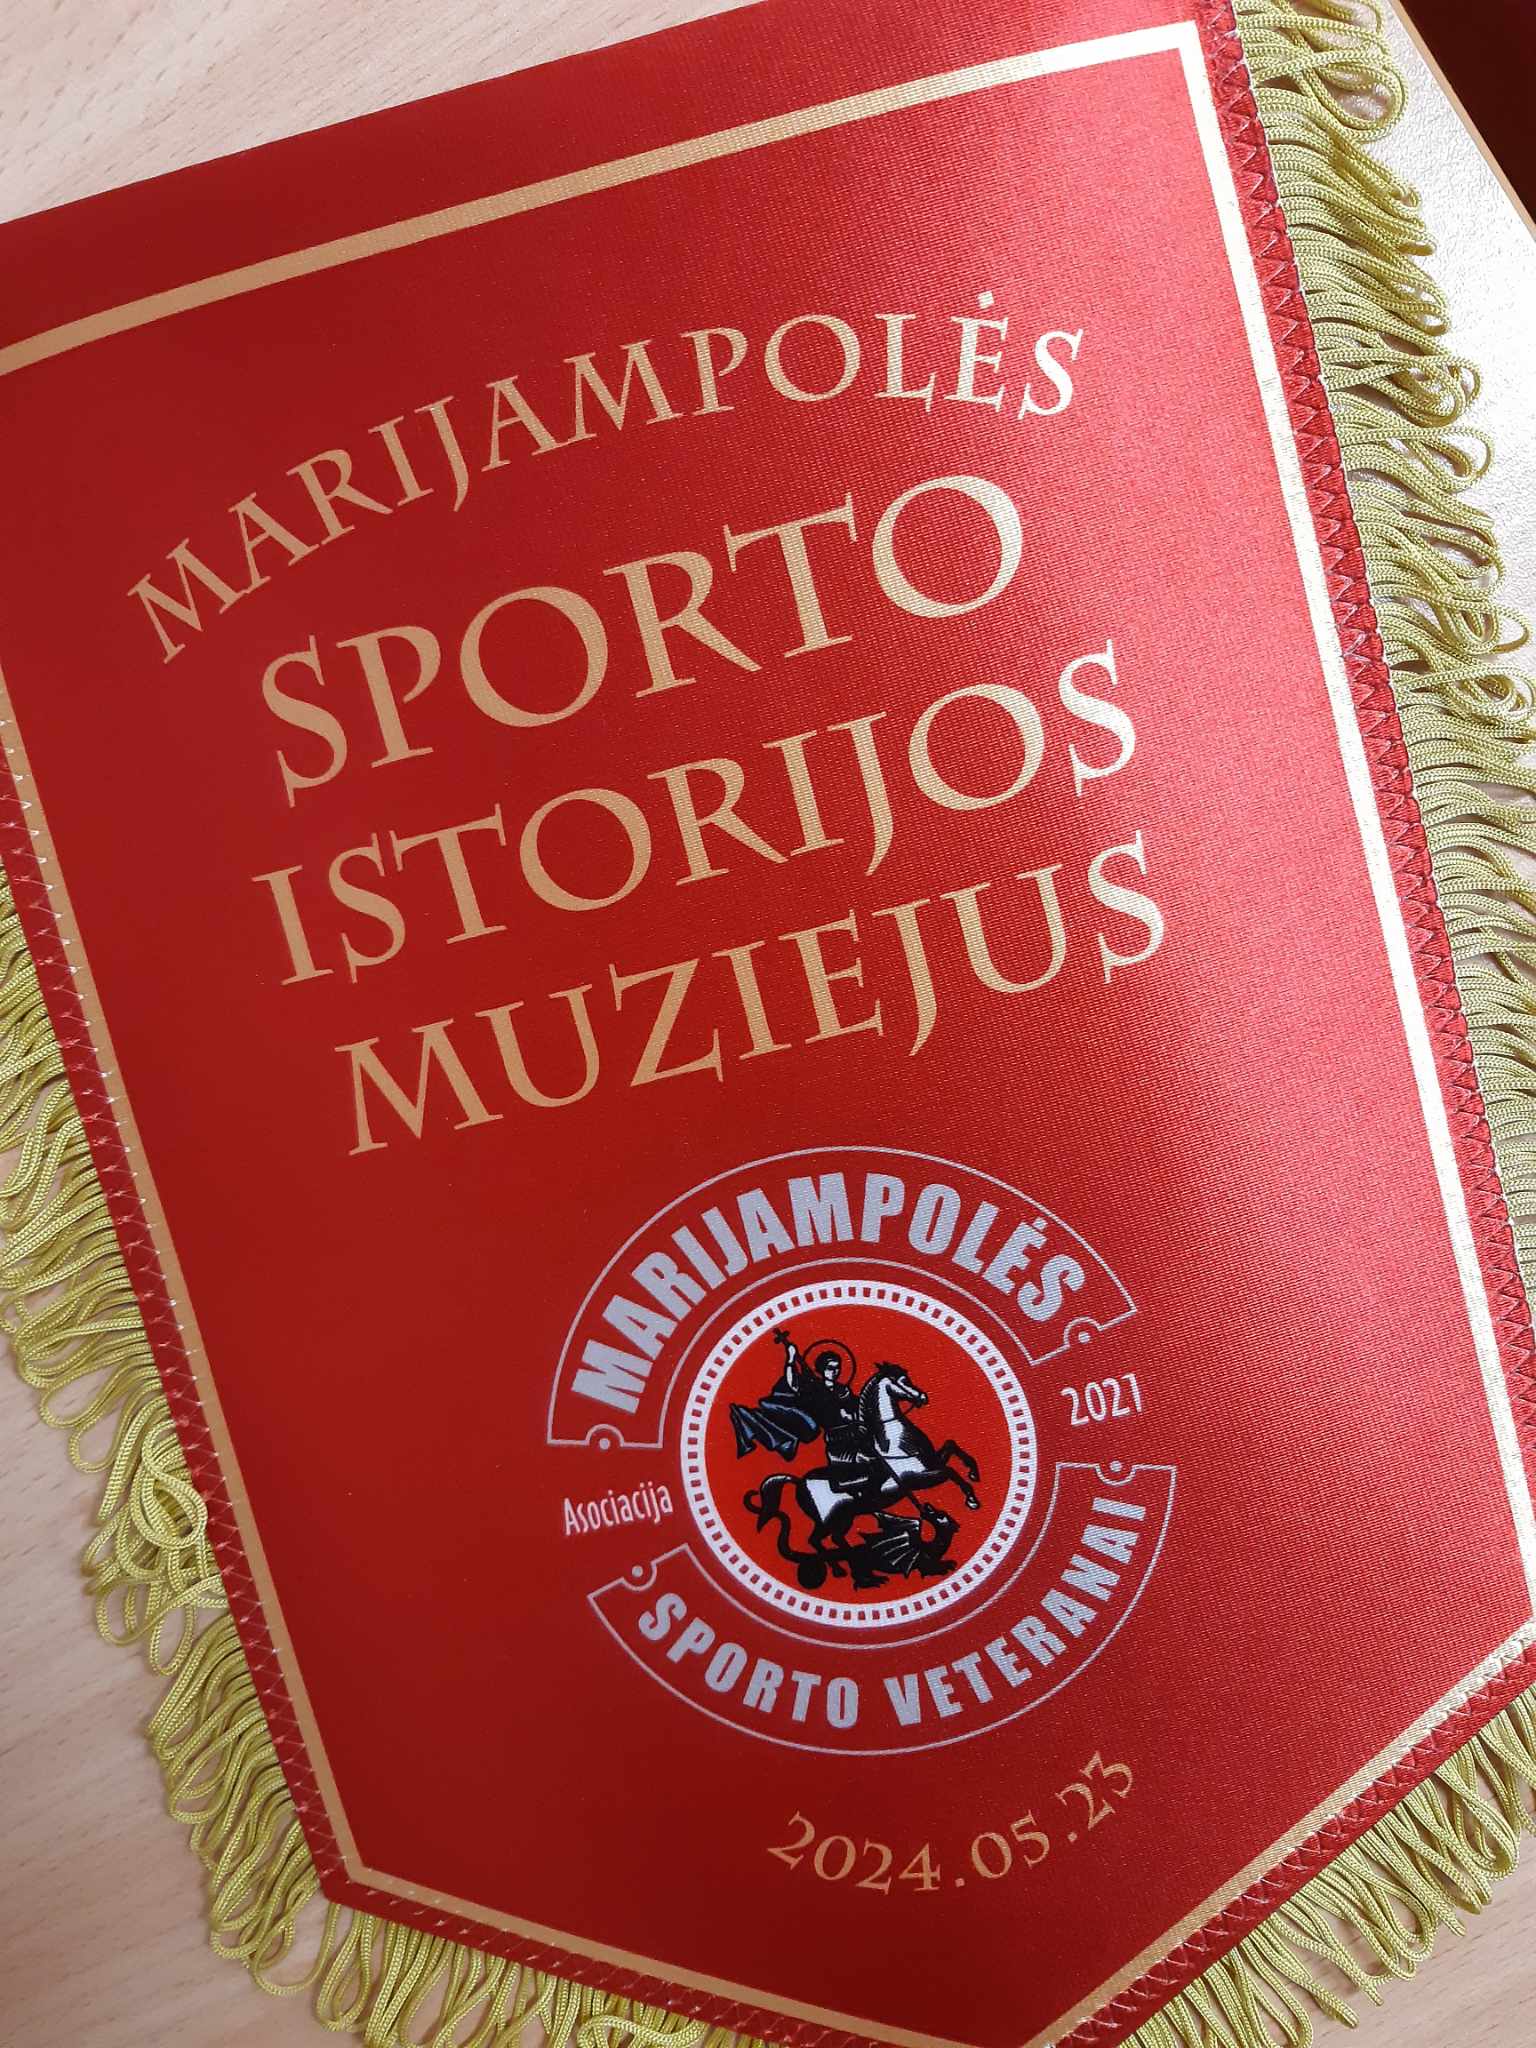 MARIJAMPOLĖS
SPORTO
ISTORIJOS
MUZIEJUS
MARIJAMPOLĖS
2021
Asociacija
SPORTO VETERANAI
2024.05.23